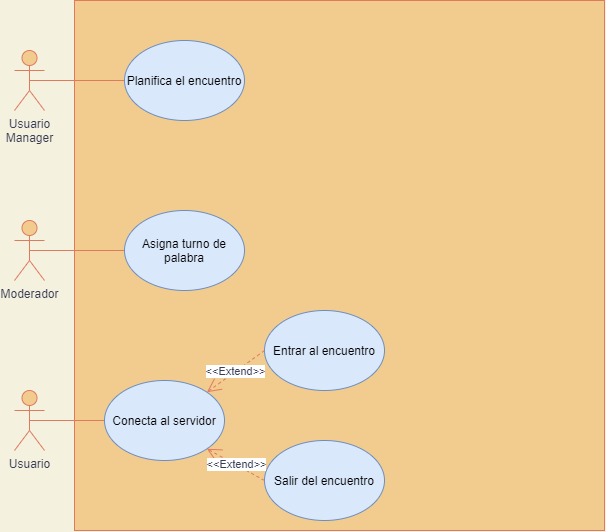 Planifica el encuentro
Usuario
Manager
Asigna turno de
palabra
Moderador
Entrar al encuentro
<<Extend>>
Conecta al servidor
Usuario
<<Extend>>
Salir del encuentro